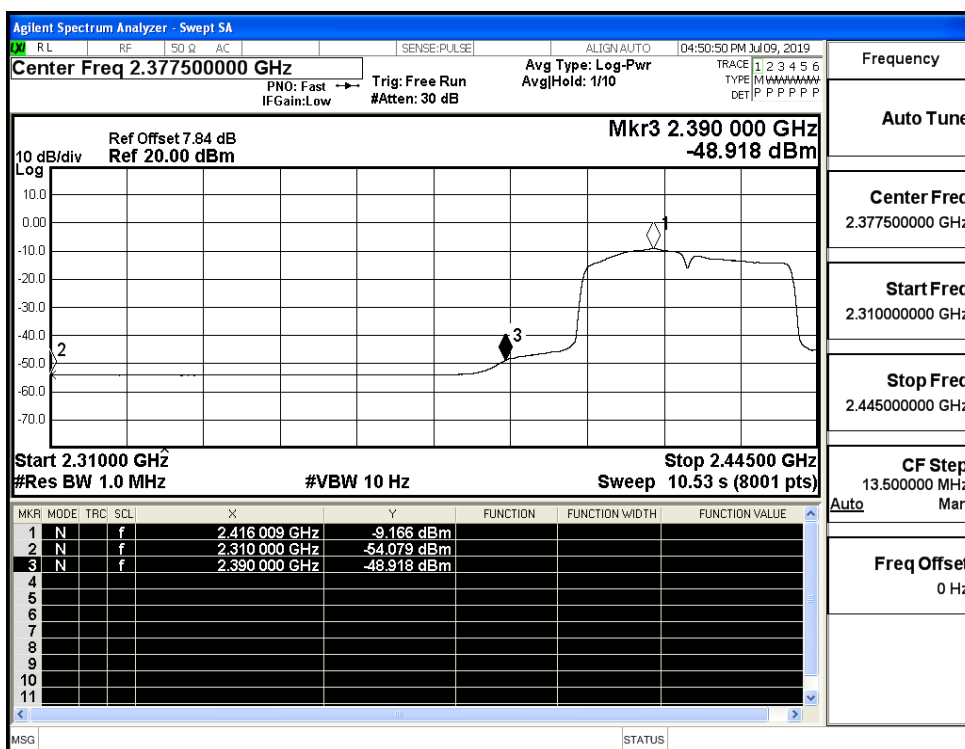 Agilent Spectrum Analyzer - Swept SA
LXI RL RF 50 Ω AC SENSE:PULSE ALIGN AUTO 04:50:50 PM Jul 09, 2019
Center Freq 2.377500000 GHz
PNO: Fast
IFGain:Low
Trig: Free Run
#Atten: 30 dB
Avg Type: Log-Pwr
Avg|Hold: 1/10
TRACE 1 2 3 4 5 6
TYPE M WWWWW
DET P P P P P P
Ref Offset 7.84 dB
10 dB/div Ref 20.00 dBm
Log
Mkr3 2.390 000 GHz
-48.918 dBm
10.0
0.00
-10.0
-20.0
-30.0
-40.0
-50.0
-60.0
-70.0
1
2
3
Start 2.31000 GHz Stop 2.44500 GHz
#Res BW 1.0 MHz #VBW 10 Hz Sweep 10.53 s (8001 pts)
MKR MODE TRC SCL X Y FUNCTION FUNCTION WIDTH FUNCTION VALUE
1 N f 2.416 009 GHz -9.166 dBm
2 N f 2.310 000 GHz -54.079 dBm
3 N f 2.390 000 GHz -48.918 dBm
4
5
6
7
8
9
10
11
MSG STATUS
Frequency
Auto Tune
Center Freq
2.377500000 GHz
Start Freq
2.310000000 GHz
Stop Freq
2.445000000 GHz
CF Step
13.500000 MHz
Auto Man
Freq Offset
0 Hz